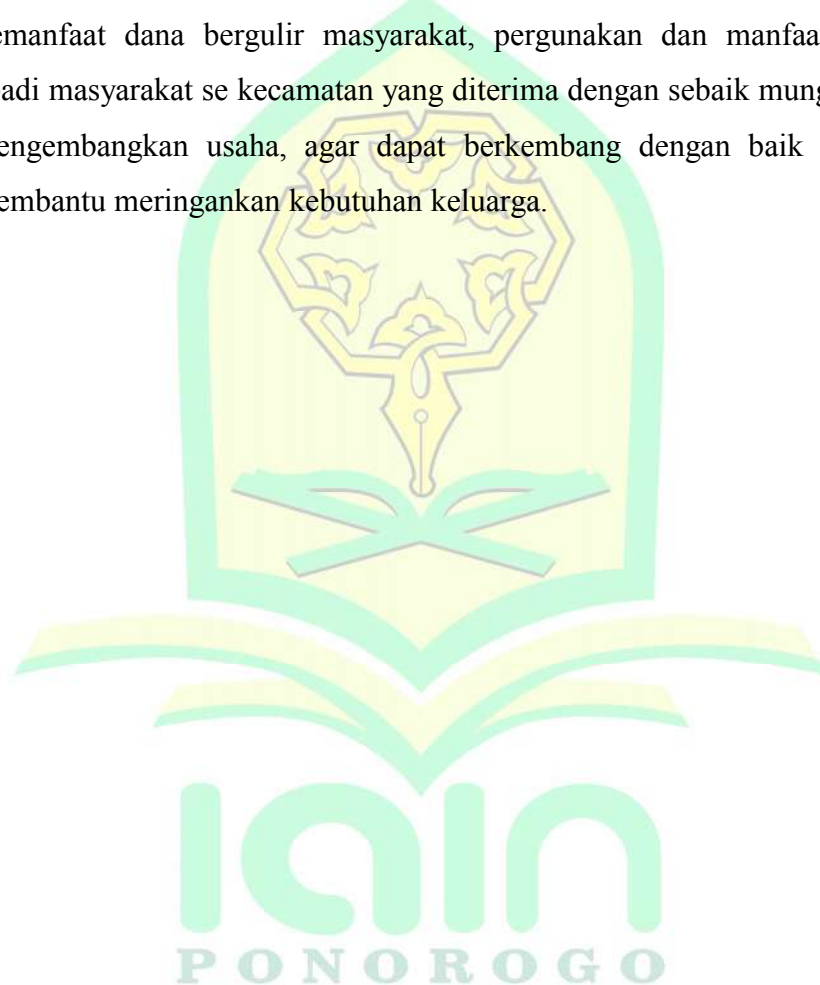 emanfaat dana bergulir masyarakat, pergunakan dan manfaa
adi masyarakat se kecamatan yang diterima dengan sebaik mung
engembangkan usaha, agar dapat berkembang dengan baik
embantu meringankan kebutuhan keluarga.
iain
PONOROGO